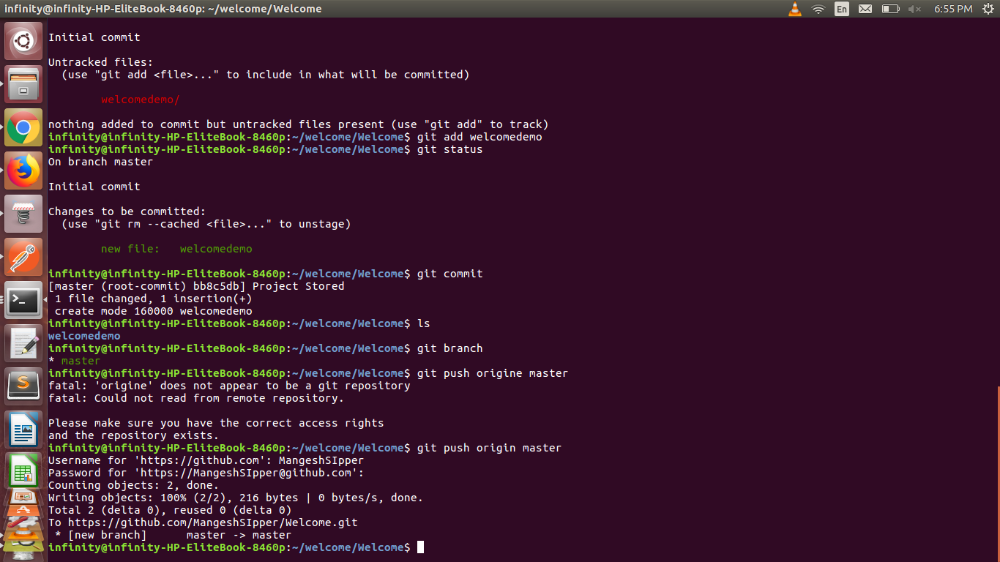 infinity@infinity-HP-EliteBook-8460p: ~/welcome/Welcome En 6:55 PM
Initial commit
Untracked files:
(use "git add <file>..." to include in what will be committed)
welcomedemo/
nothing added to commit but untracked files present (use "git add" to track)
infinity@infinity-HP-EliteBook-8460p:~/welcome/Welcome$ git add welcomedemo
infinity@infinity-HP-EliteBook-8460p:~/welcome/Welcome$ git status
On branch master
Initial commit
Changes to be committed:
(use "git rm --cached <file>..." to unstage)
new file:   welcomedemo
infinity@infinity-HP-EliteBook-8460p:~/welcome/Welcome$ git commit
[master (root-commit) bb8c5db] Project Stored
1 file changed, 1 insertion(+)
create mode 160000 welcomedemo
infinity@infinity-HP-EliteBook-8460p:~/welcome/Welcome$ ls
welcomedemo
infinity@infinity-HP-EliteBook-8460p:~/welcome/Welcome$ git branch
* master
infinity@infinity-HP-EliteBook-8460p:~/welcome/Welcome$ git push origine master
fatal: 'origine' does not appear to be a git repository
fatal: Could not read from remote repository.
Please make sure you have the correct access rights
and the repository exists.
infinity@infinity-HP-EliteBook-8460p:~/welcome/Welcome$ git push origin master
Username for 'https://github.com': MangeshSIpper
Password for 'https://MangeshSIpper@github.com':
Counting objects: 2, done.
Writing objects: 100% (2/2), 216 bytes | 0 bytes/s, done.
Total 2 (delta 0), reused 0 (delta 0)
To https://github.com/MangeshSIpper/Welcome.git
* [new branch]      master -> master
infinity@infinity-HP-EliteBook-8460p:~/welcome/Welcome$